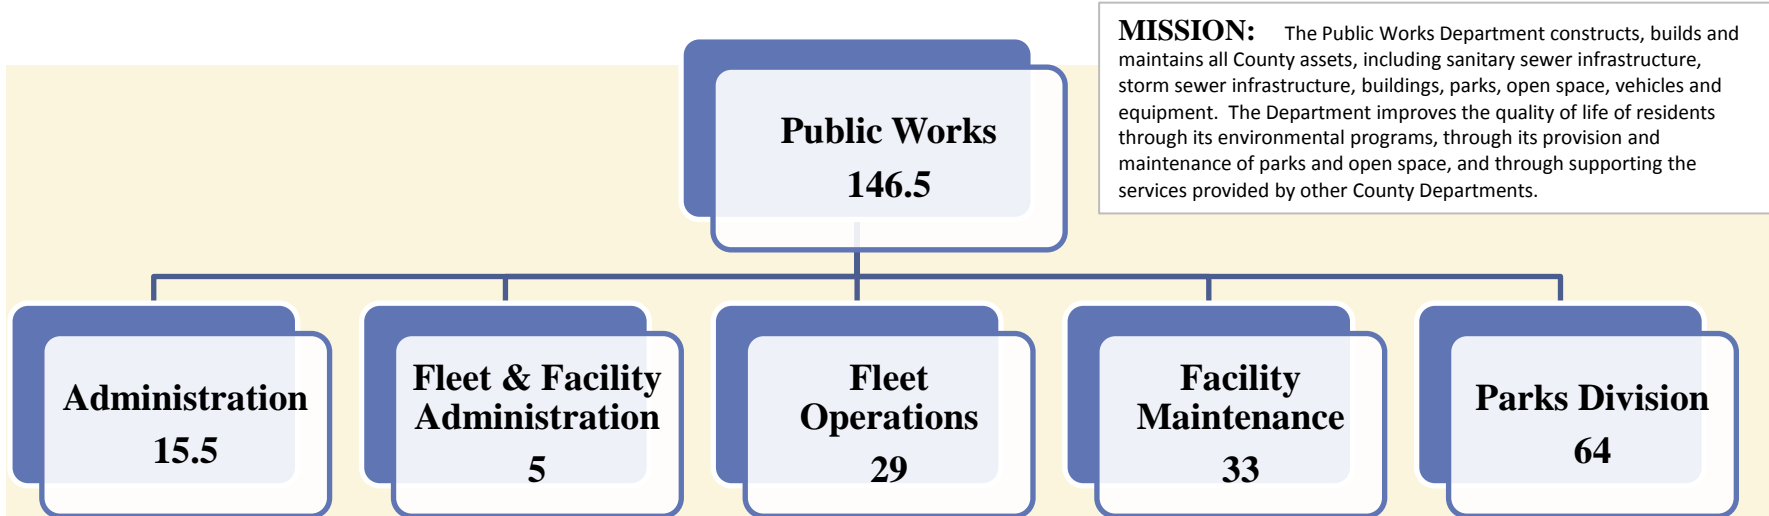 MISSION: The Public Works Department constructs, builds and
maintains all County assets, including sanitary sewer infrastructure,
storm sewer infrastructure, buildings, parks, open space, vehicles and
equipment. The Department improves the quality of life of residents
through its environmental programs, through its provision and
maintenance of parks and open space, and through supporting the
services provided by other County Departments.
Public Works
146.5
Administration
15.5
Fleet & Facility
Administration
5
Fleet
Operations
29
Facility
Maintenance
33
Parks Division
64